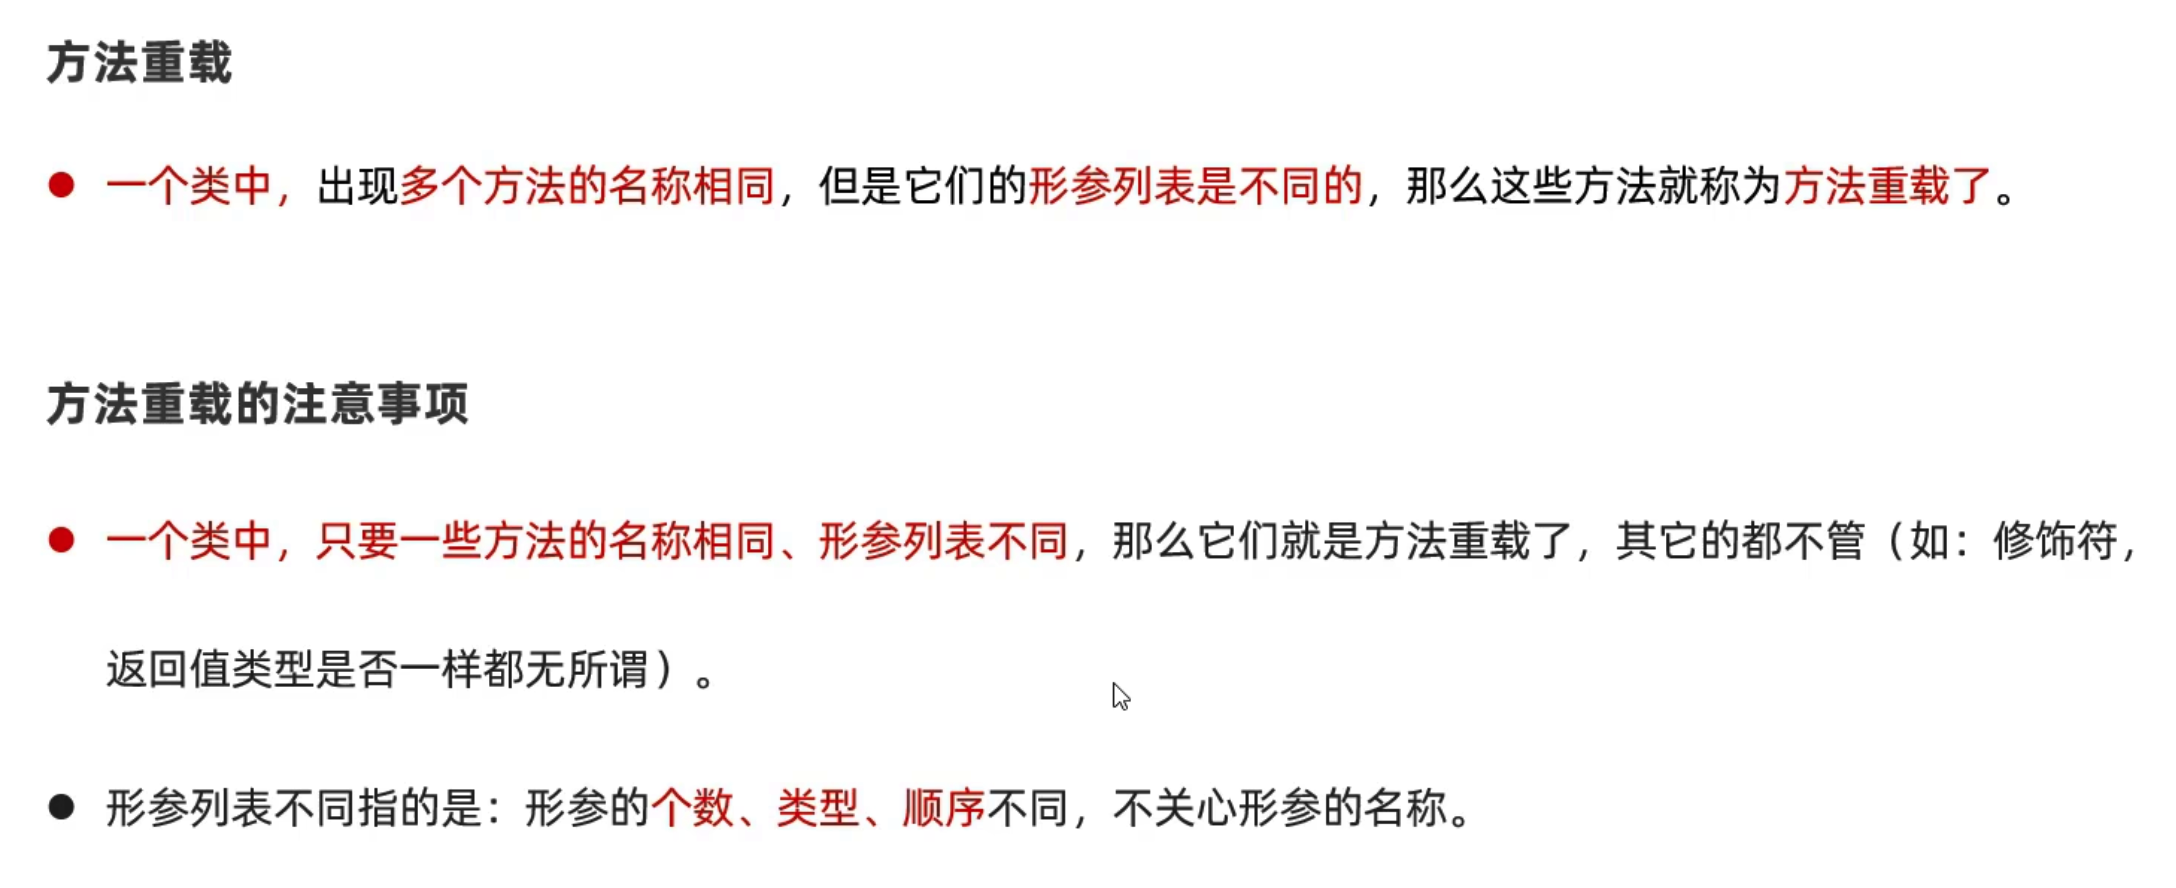 方法重载
● 一个类中，出现多个方法的名称相同，但是它们的形参列表是不同的，那么这些方法就称为方法重载了。
方法重载的注意事项
● 一个类中，只要一些方法的名称相同、形参列表不同，那么它们就是方法重载了，其它的都不管（如：修饰符，
返回值类型是否一样都无所谓）。
● 形参列表不同指的是：形参的个数、类型、顺序不同，不关心形参的名称。